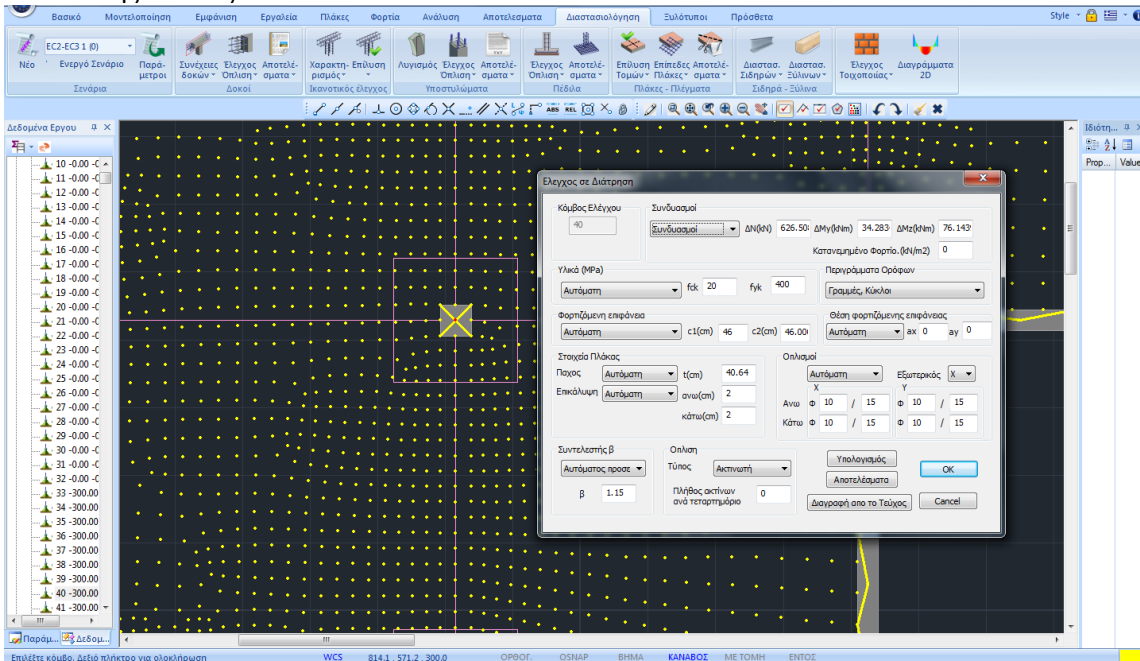 Βασικό Μοντελοποίηση Εμφάνιση Εργαλεία Πλάκες Φορτία Ανάλυση Αποτελεσματα Διαστασιολόγηση Ξυλότυποι Πρόσθετα Style
EC2-EC3 1 (0)
Νέο Ενεργό Σενάριο Παρά- Συνέχειες Έλεγχος Αποτελέ- Χαρακτη- Επίλυση Λυγισμός Έλεγχος Αποτελέ- Έλεγχος Αποτελέ- Επίλυση Επίπεδες Αποτελέ- Διαστασ. Διαστασ. Έλεγχος Διαγράμματα
μετροι δοκών Όπλιση σματα ρισμός Όπλιση σματα Όπλιση σματα Τομών Πλάκες σματα Σιδηρών Ξύλινων Τοιχοποιίας 2D
Σενάρια Δοκοί Ικανοτικός έλεγχος Υποστυλώματα Πέδιλα Πλάκες - Πλέγματα Σιδηρά - Ξύλινα
ABS REL
Δεδομένα Εργου
Ιδιότη...
Prop... Value
10 -0.00 -
11 -0.00 -
12 -0.00 -
13 -0.00 -
14 -0.00 -
15 -0.00 -
16 -0.00 -
17 -0.00 -
18 -0.00 -
19 -0.00 -
20 -0.00 -
21 -0.00 -
22 -0.00 -
23 -0.00 -
24 -0.00 -
25 -0.00 -
26 -0.00 -
27 -0.00 -
28 -0.00 -
29 -0.00 -
30 -0.00 -
31 -0.00 -
32 -0.00 -
33 -300.00
34 -300.00
35 -300.00
36 -300.00
37 -300.00
38 -300.00
39 -300.00
40 -300.00
41 -300.00
Ελεγχος σε Διάτρηση
Κόμβος Ελέγχου Συνδυασμοί
40 Συνδυασμοί ΔN(kN) 626.50 ΔMy(kNm) 34.283 ΔMz(kNm) 76.143
Κατανεμημένο Φορτίο.(kN/m2) 0
Υλικά (MPa) Περιγράμματα Ορόφων
Αυτόματη fck 20 fyk 400 Γραμμές, Κύκλοι
Φορτιζόμενη επιφάνεια Θέση φορτιζόμενης επιφάνειας
Αυτόματη c1(cm) 46 c2(cm) 46.00 Αυτόματη ax 0 ay 0
Στοιχεία Πλάκας Οπλισμοί
Παχος Αυτόματη t(cm) 40.64 Αυτόματη Εξωτερικός X
Επικάλυψη Αυτόματη ανω(cm) 2 X Y
Ανω Φ 10 / 15 Φ 10 / 15
κάτω(cm) 2 Κάτω Φ 10 / 15 Φ 10 / 15
Συντελεστής β Οπλιση
Αυτόματος προσε Τύπος Ακτινωτή Υπολογισμός OK
β 1.15 Πλήθος ακτίνων 0 Αποτελέσματα
ανά τεταρτημόριο Διαγραφή απο το Τεύχος Cancel
Παράμ... Δεδομ...
Επιλέξτε κόμβο. Δεξιό πλήκτρο για ολοκλήρωση WCS 814.1 , 571.2 , 300.0 ΟΡΘΟΓ. OSNAP ΒΗΜΑ ΚΑΝΑΒΟΣ ΜΕ ΤΟΜΗ ΕΝΤΟΣ